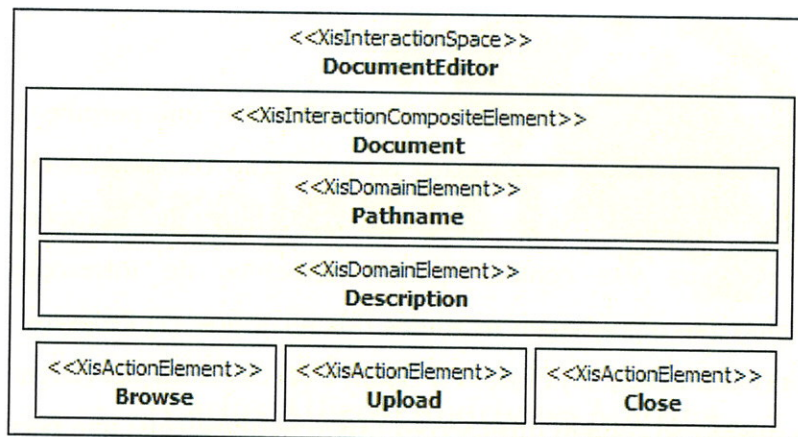 <<XisInteractionSpace>>
DocumentEditor
<<XisInteractionCompositeElement>>
Document
<<XisDomainElement>>
Pathname
<<XisDomainElement>>
Description
<<XisActionElement>> <<XisActionElement>> <<XisActionElement>>
Browse Upload Close